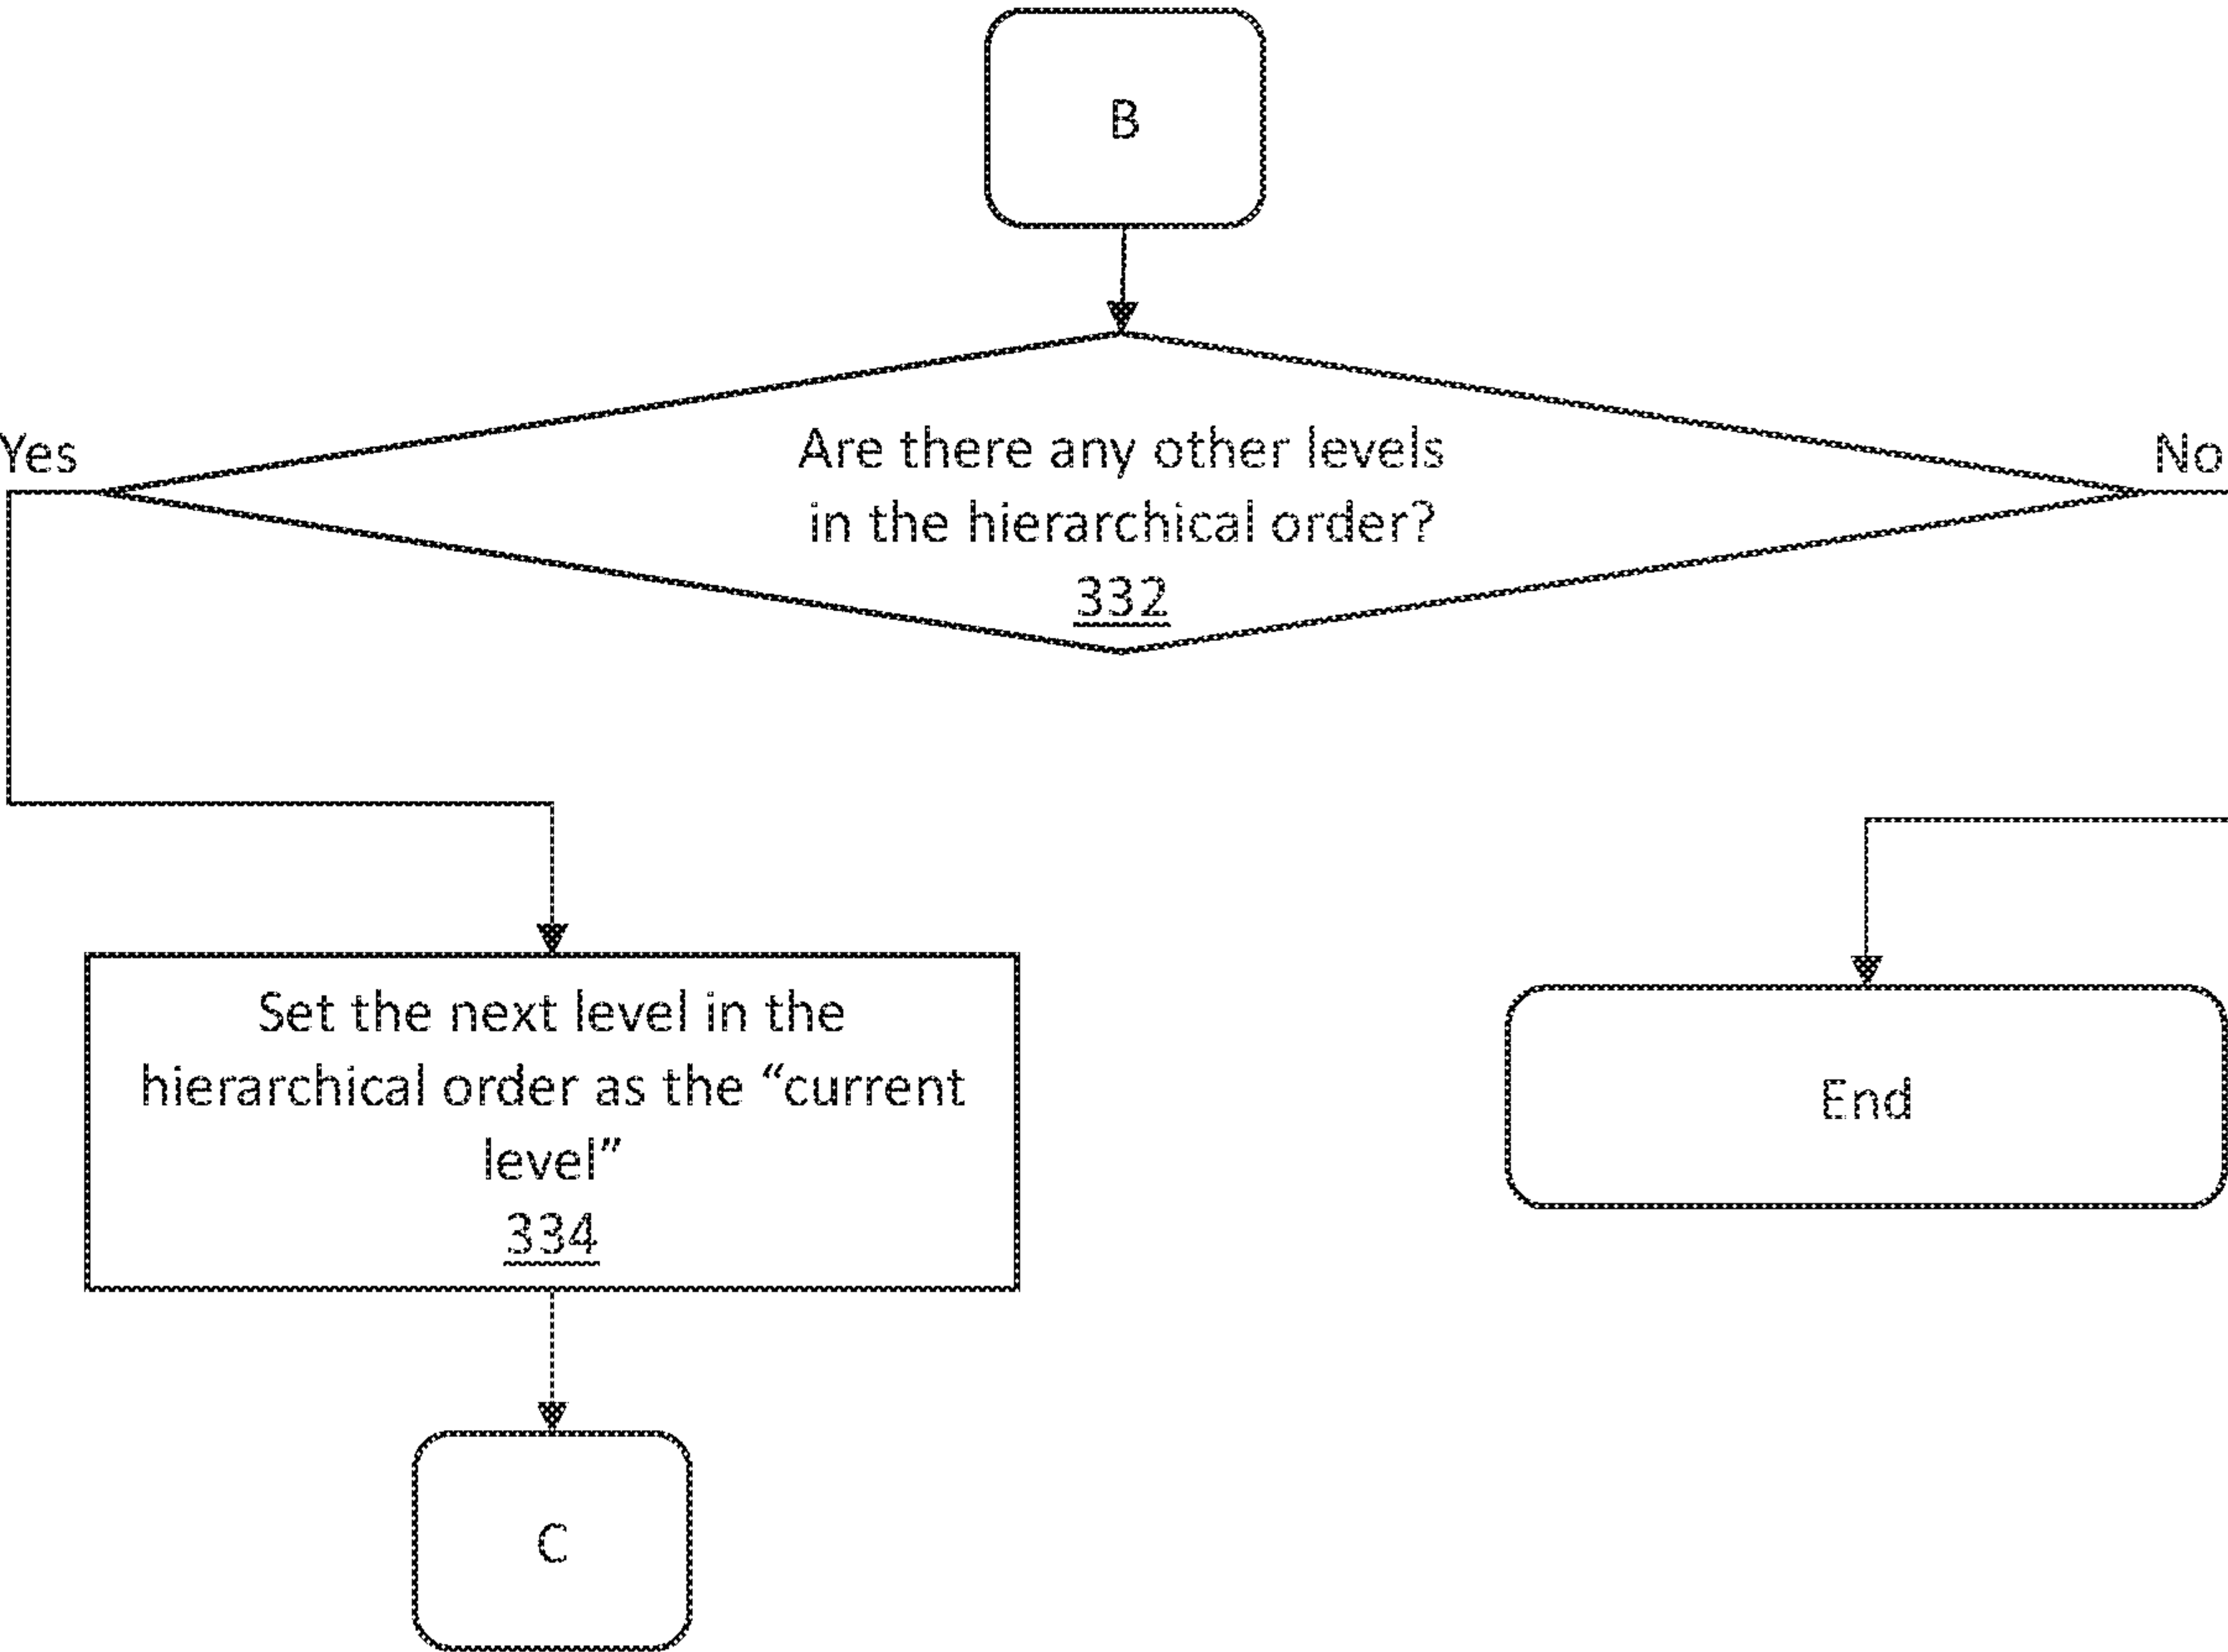 B
Are there any other levels
in the hierarchical order?
332
Yes
No
Set the next level in the
hierarchical order as the “current
level”
334
End
C